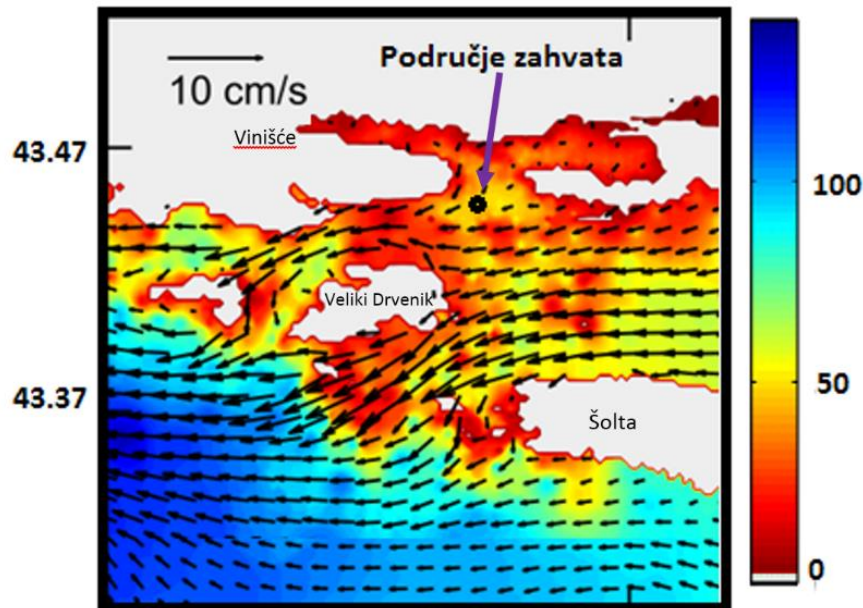 10 cm/s
Područje zahvata
Vinišće
43.47
100
Veliki Drvenik
50
43.37
Šolta
0